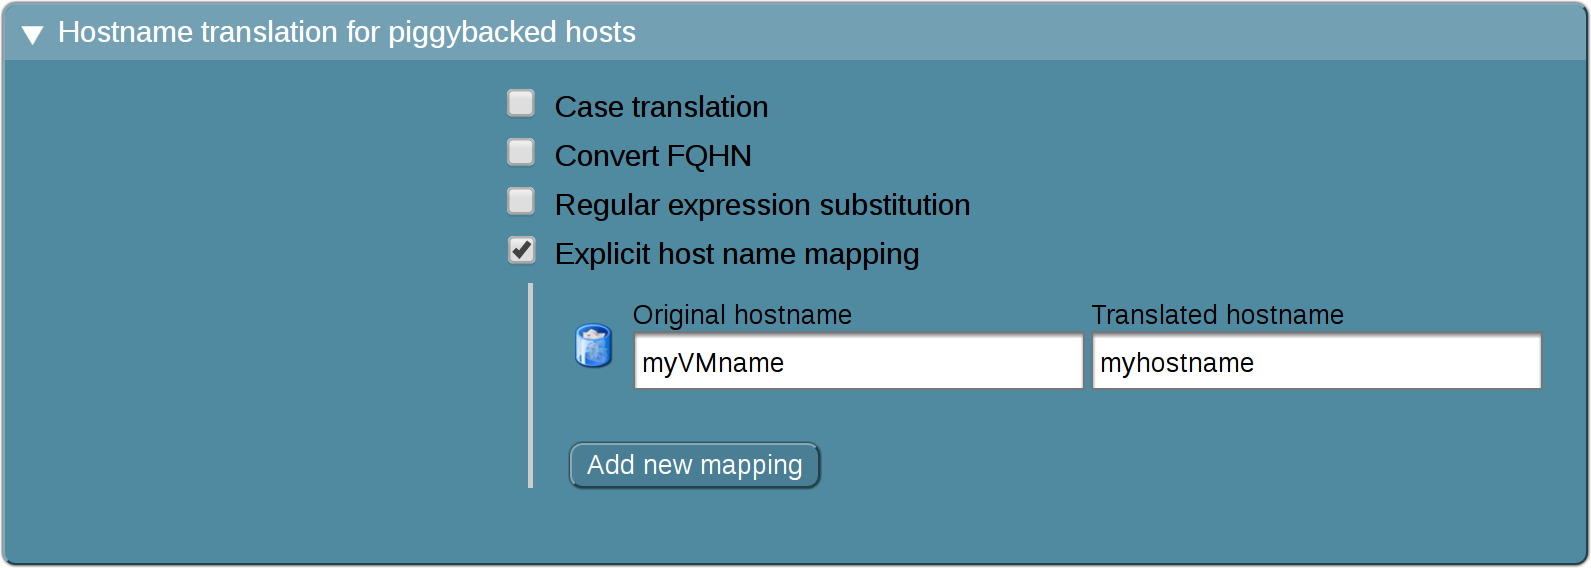 Hostname translation for piggybacked hosts
Case translation
Convert FQHN
Regular expression substitution
Explicit host name mapping
Original hostname Translated hostname
myVMname myhostname
Add new mapping